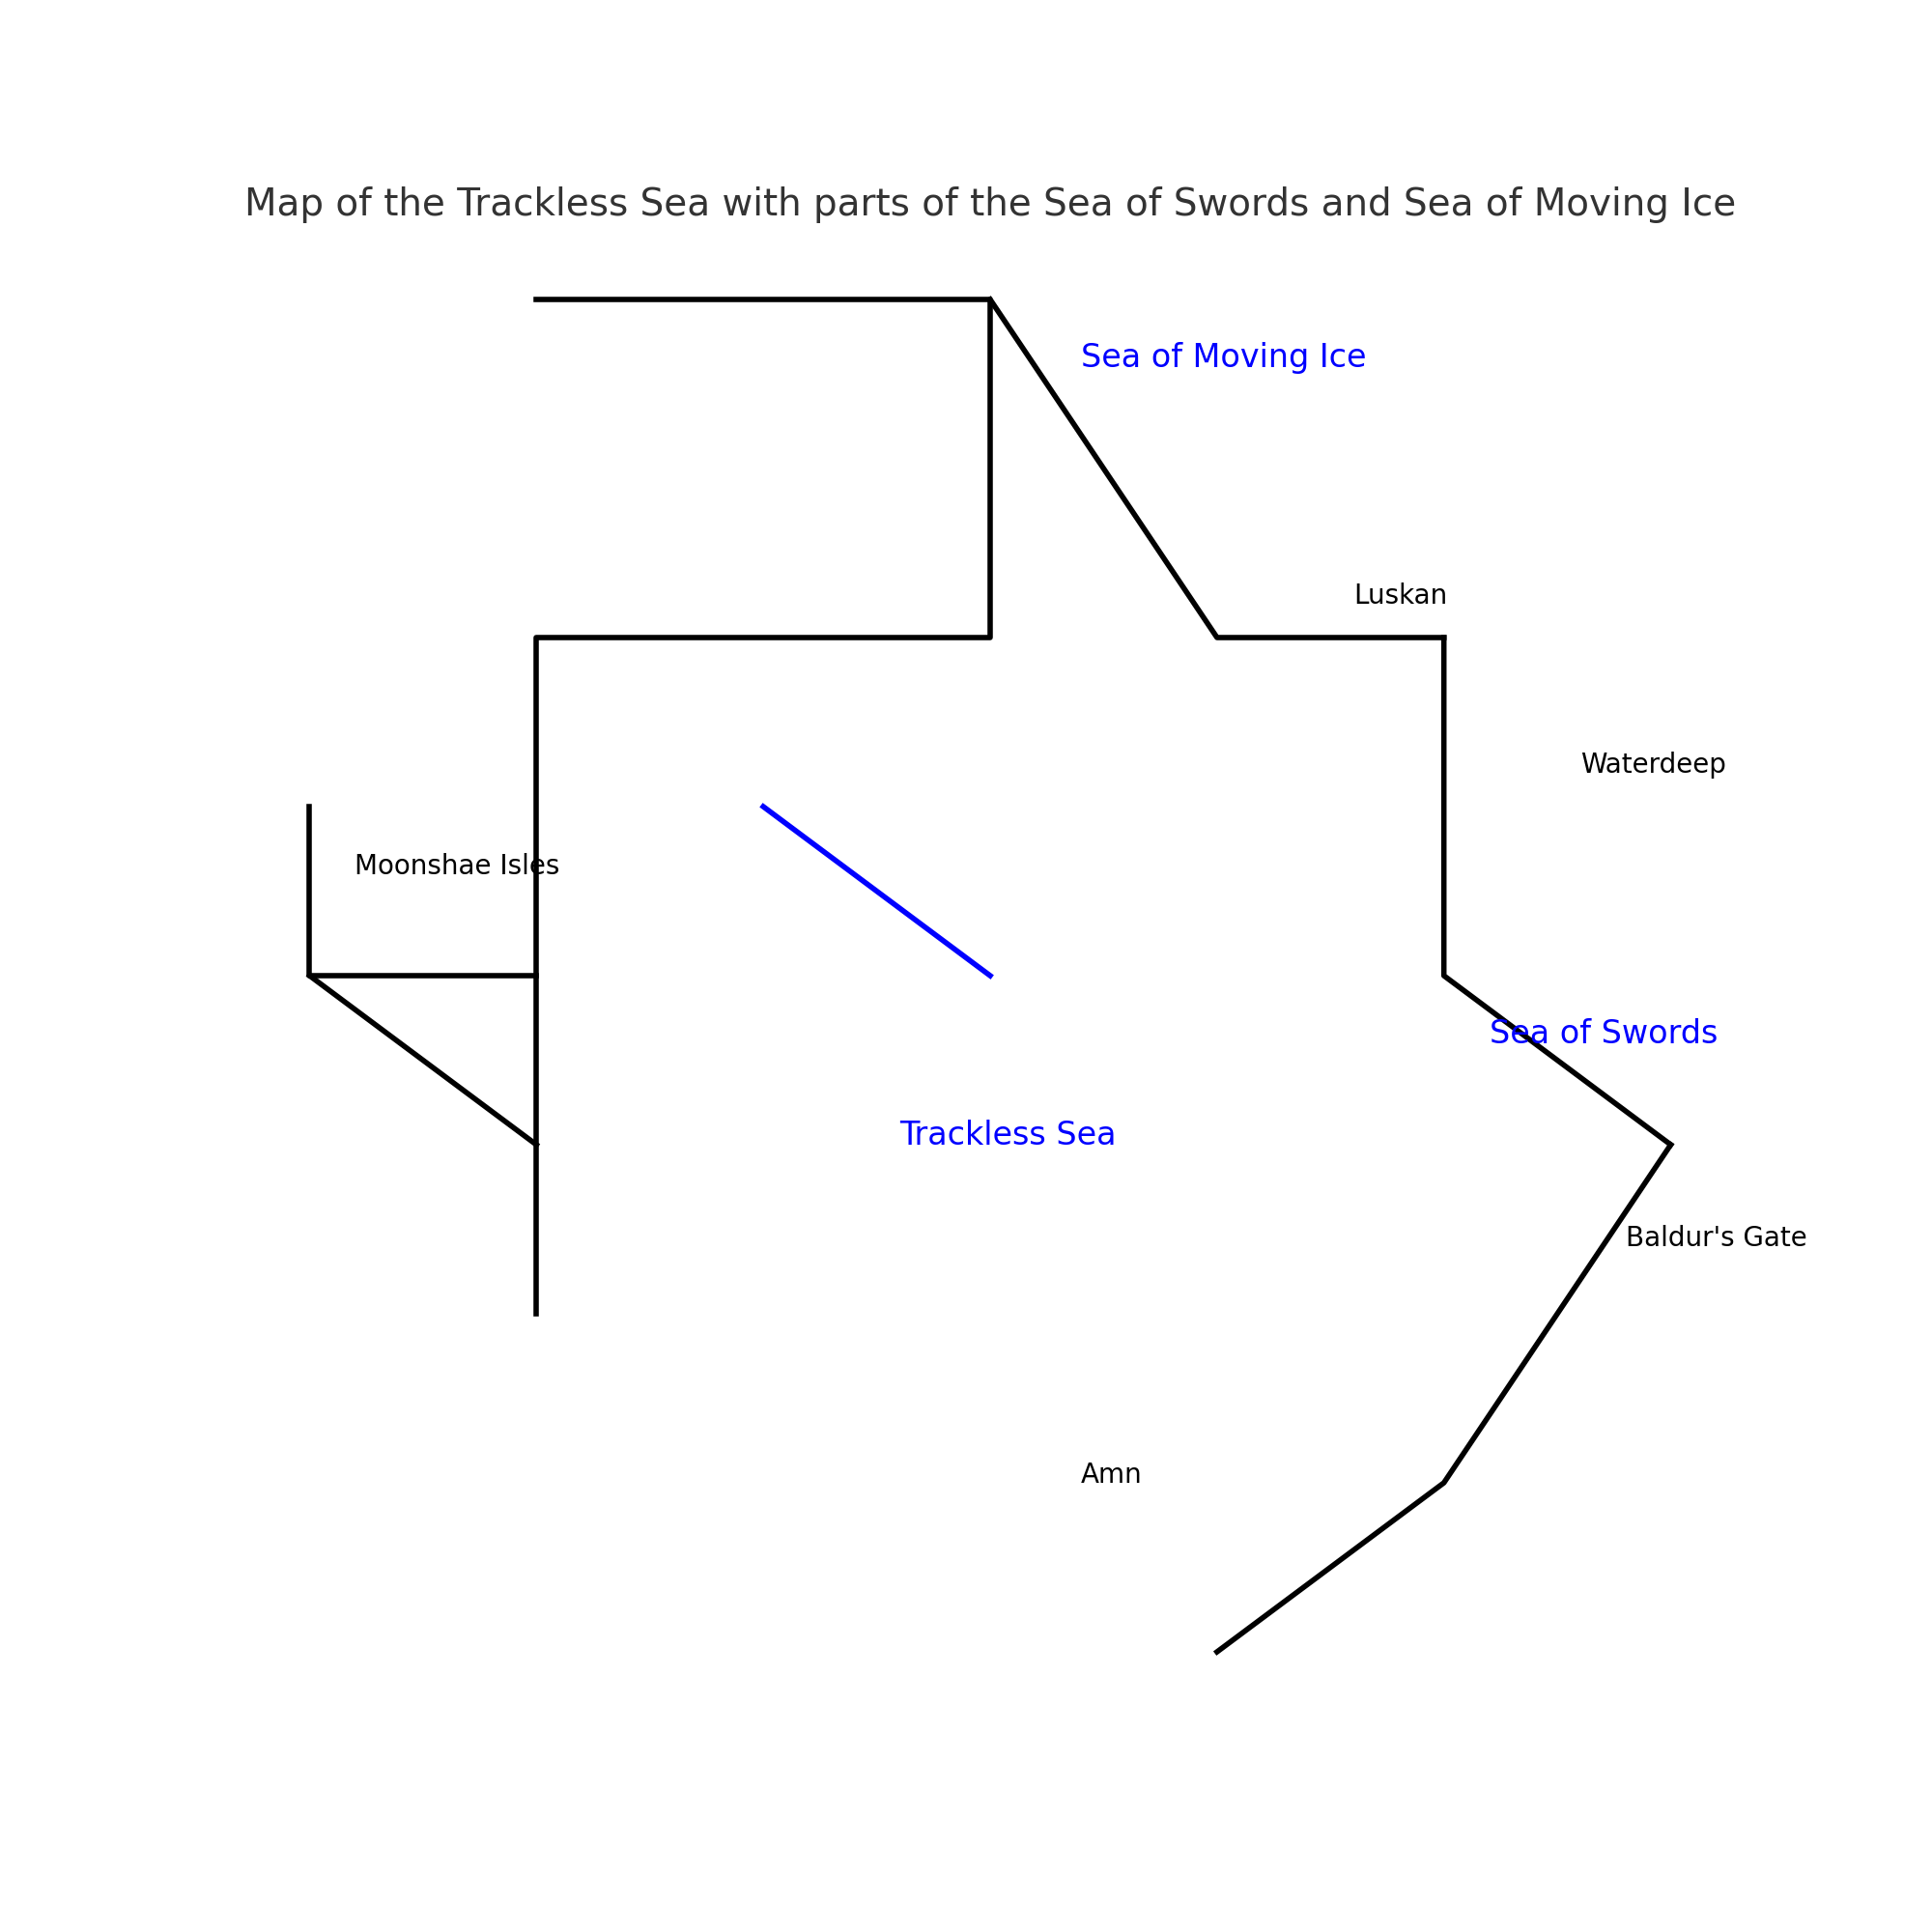 Map of the Trackless Sea with parts of the Sea of Swords and Sea of Moving Ice
Sea of Moving Ice
Luskan
Waterdeep
Moonshae Isles
Sea of Swords
Trackless Sea
Baldur's Gate
Amn